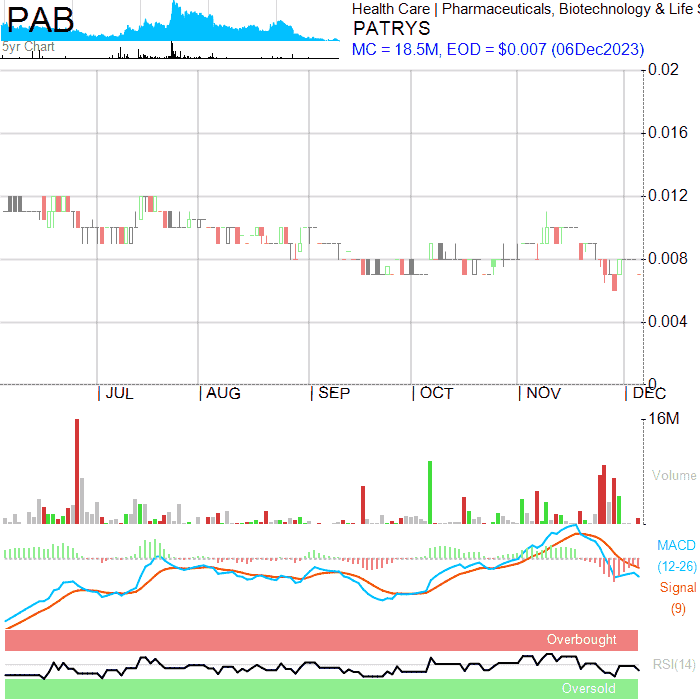 PAB
5yr Chart
Health Care | Pharmaceuticals, Biotechnology & Life S
PATRYS
MC = 18.5M, EOD = $0.007 (06Dec2023)
0.02
0.016
0.012
0.008
0.004
0
JUL
AUG
SEP
OCT
NOV
DEC
16M
Volume
MACD
(12-26)
Signal
(9)
Overbought
RSI(14)
Oversold